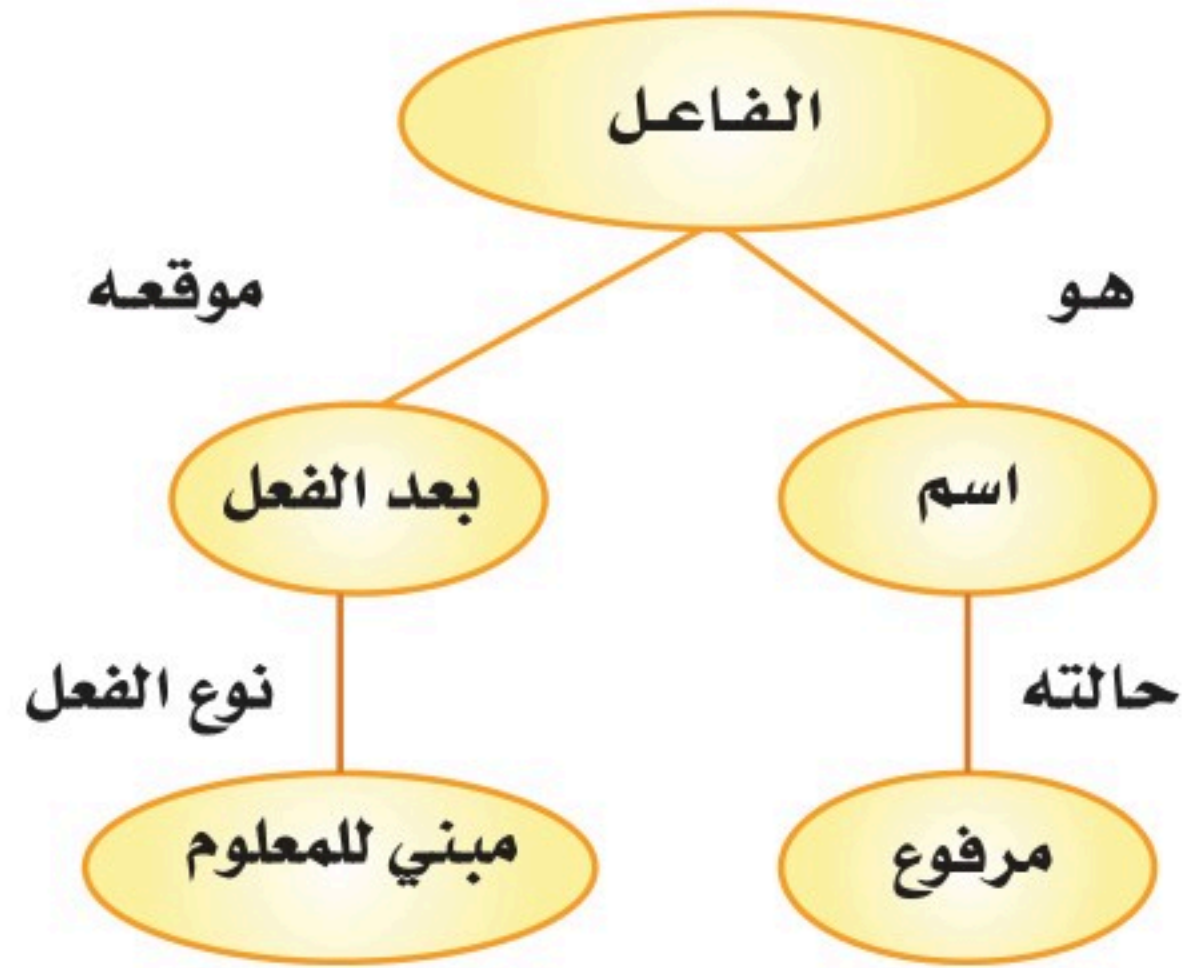 الفاعل
هو
موقعه
اسم
بعد الفعل
حالته
نوع الفعل
مرفوع
مبني للمعلوم